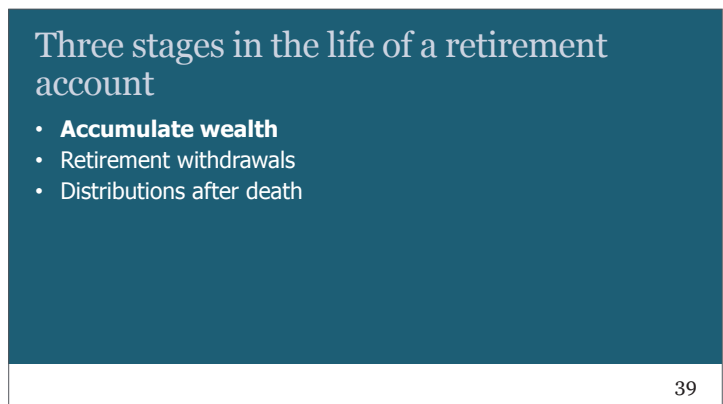 Three stages in the life of a retirement
account
• Accumulate wealth
• Retirement withdrawals
• Distributions after death
39